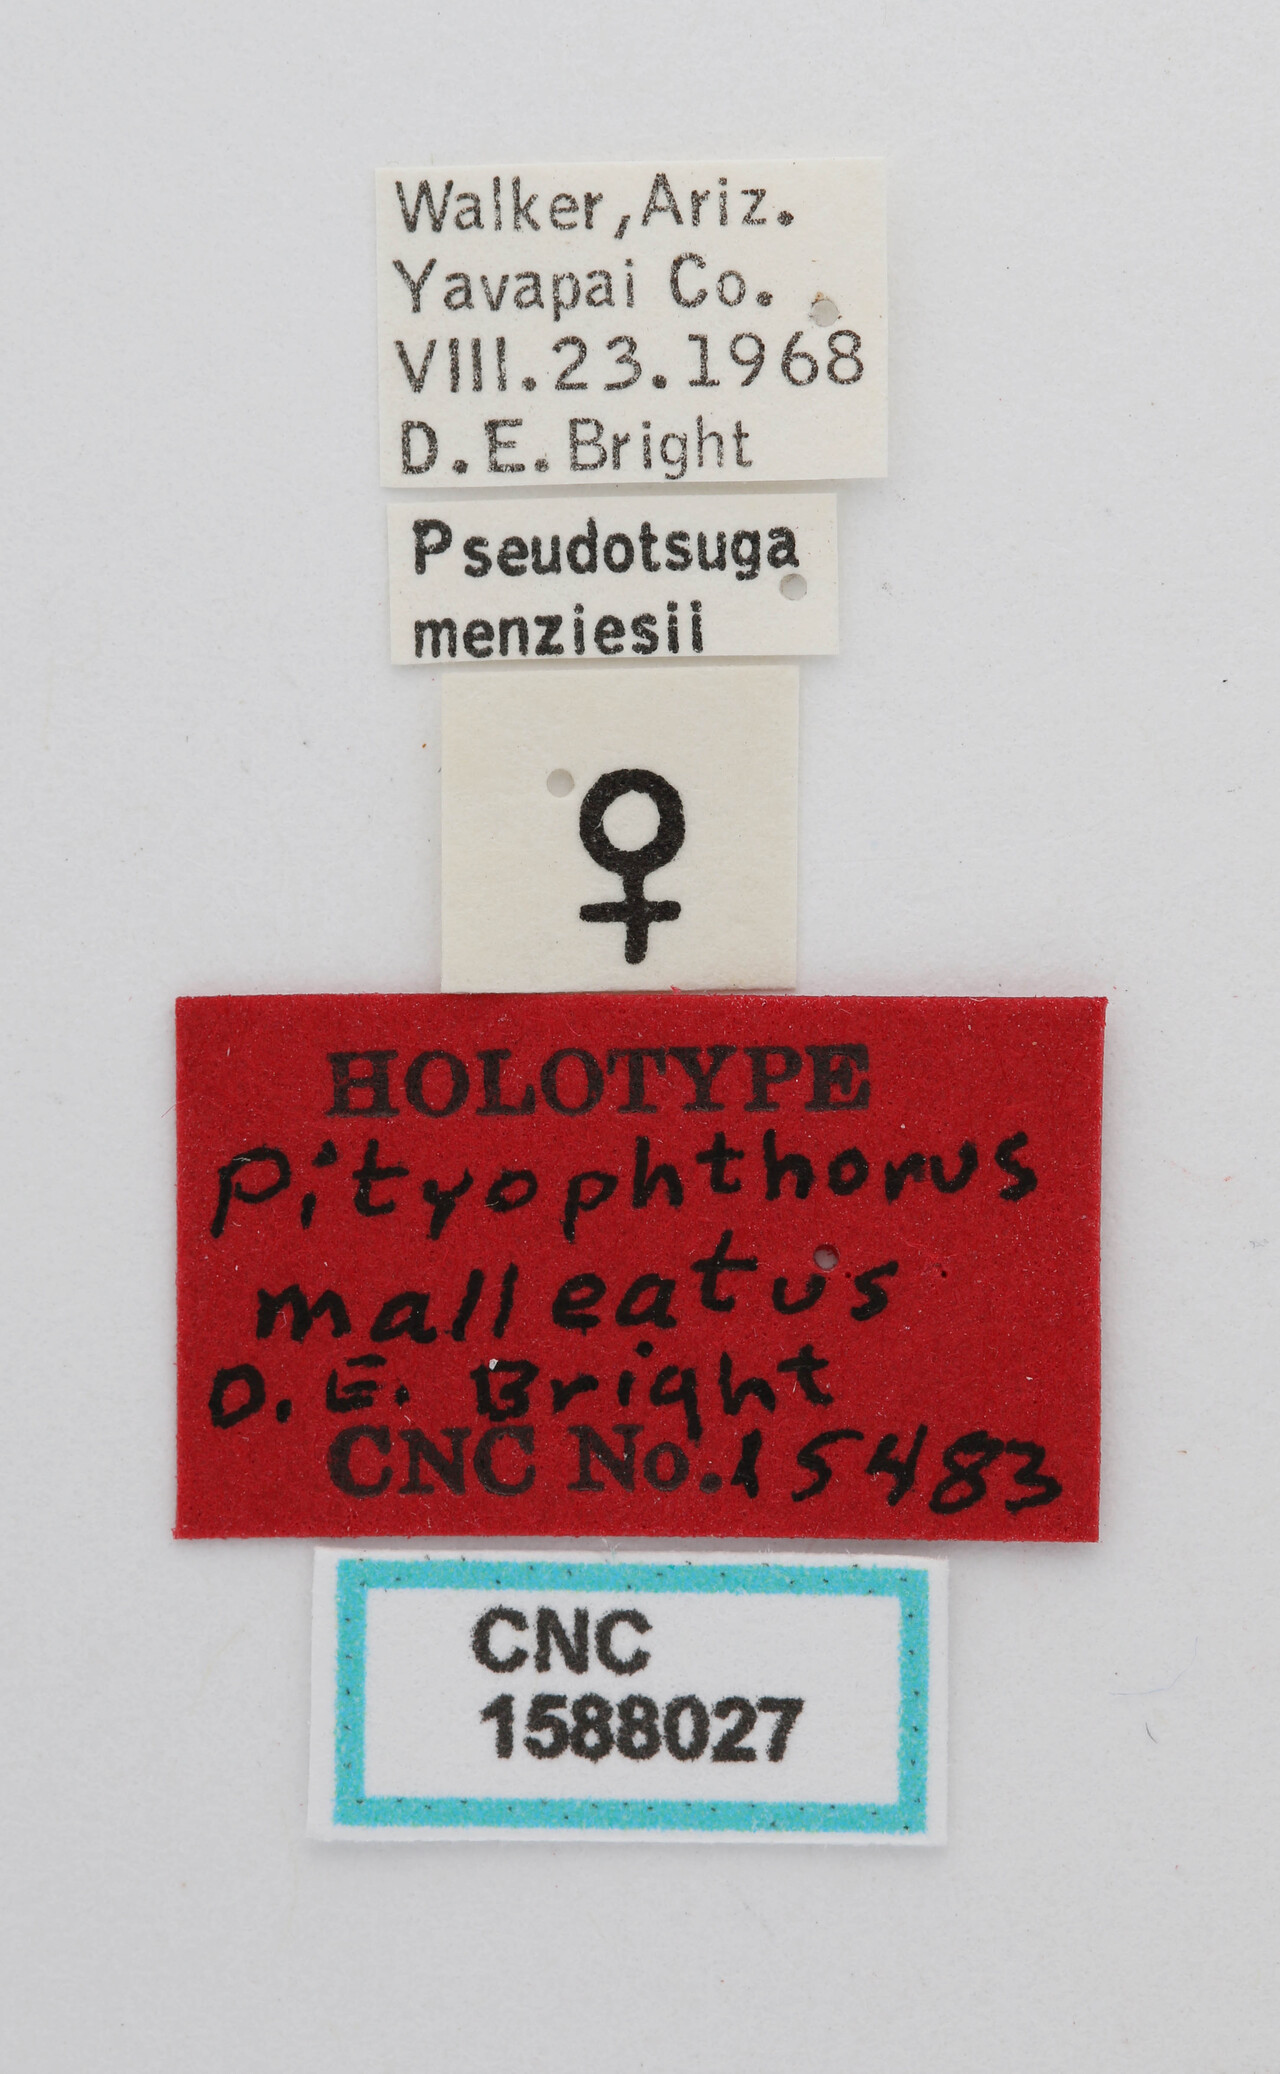 Walker, Ariz.
Yavapai Co.
VIII.23.1968
D.E.Bright
Pseudotsuga
menziesii
♀
HOLOTYPE
Pityophthorus
malleatus
D.E. Bright
CNC No. 15483
CNC
1588027